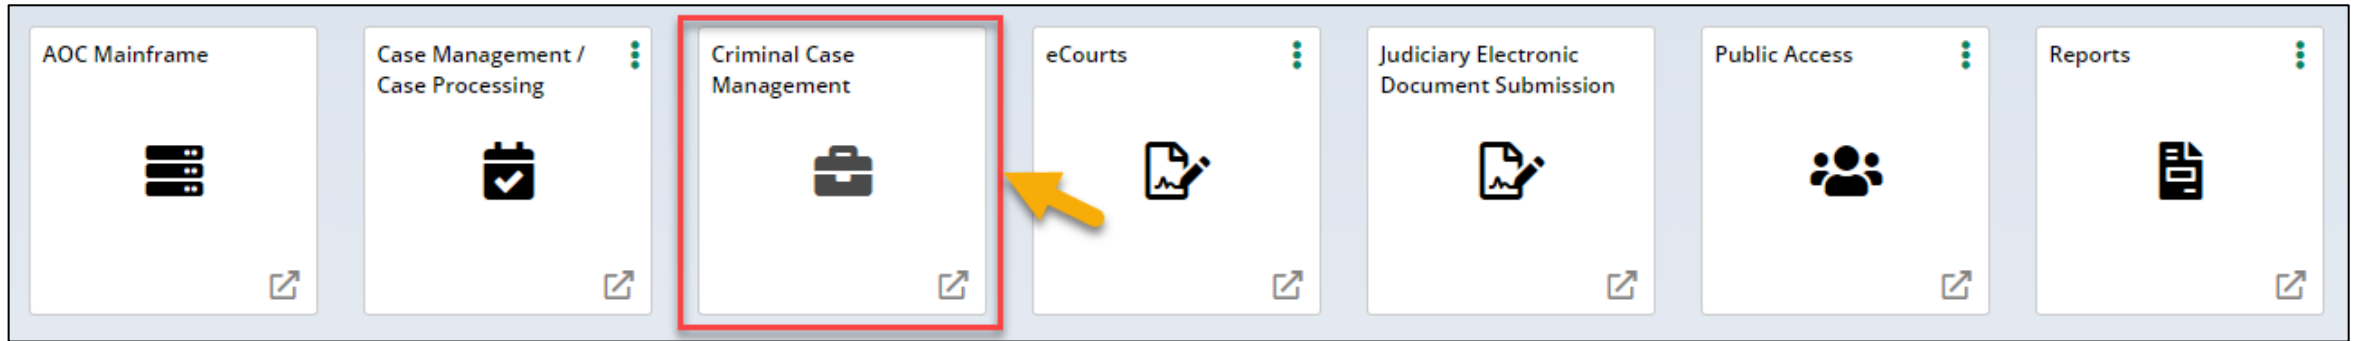 AOC Mainframe
Case Management /
Case Processing
Criminal Case
Management
eCourts
Judiciary Electronic
Document Submission
Public Access
Reports